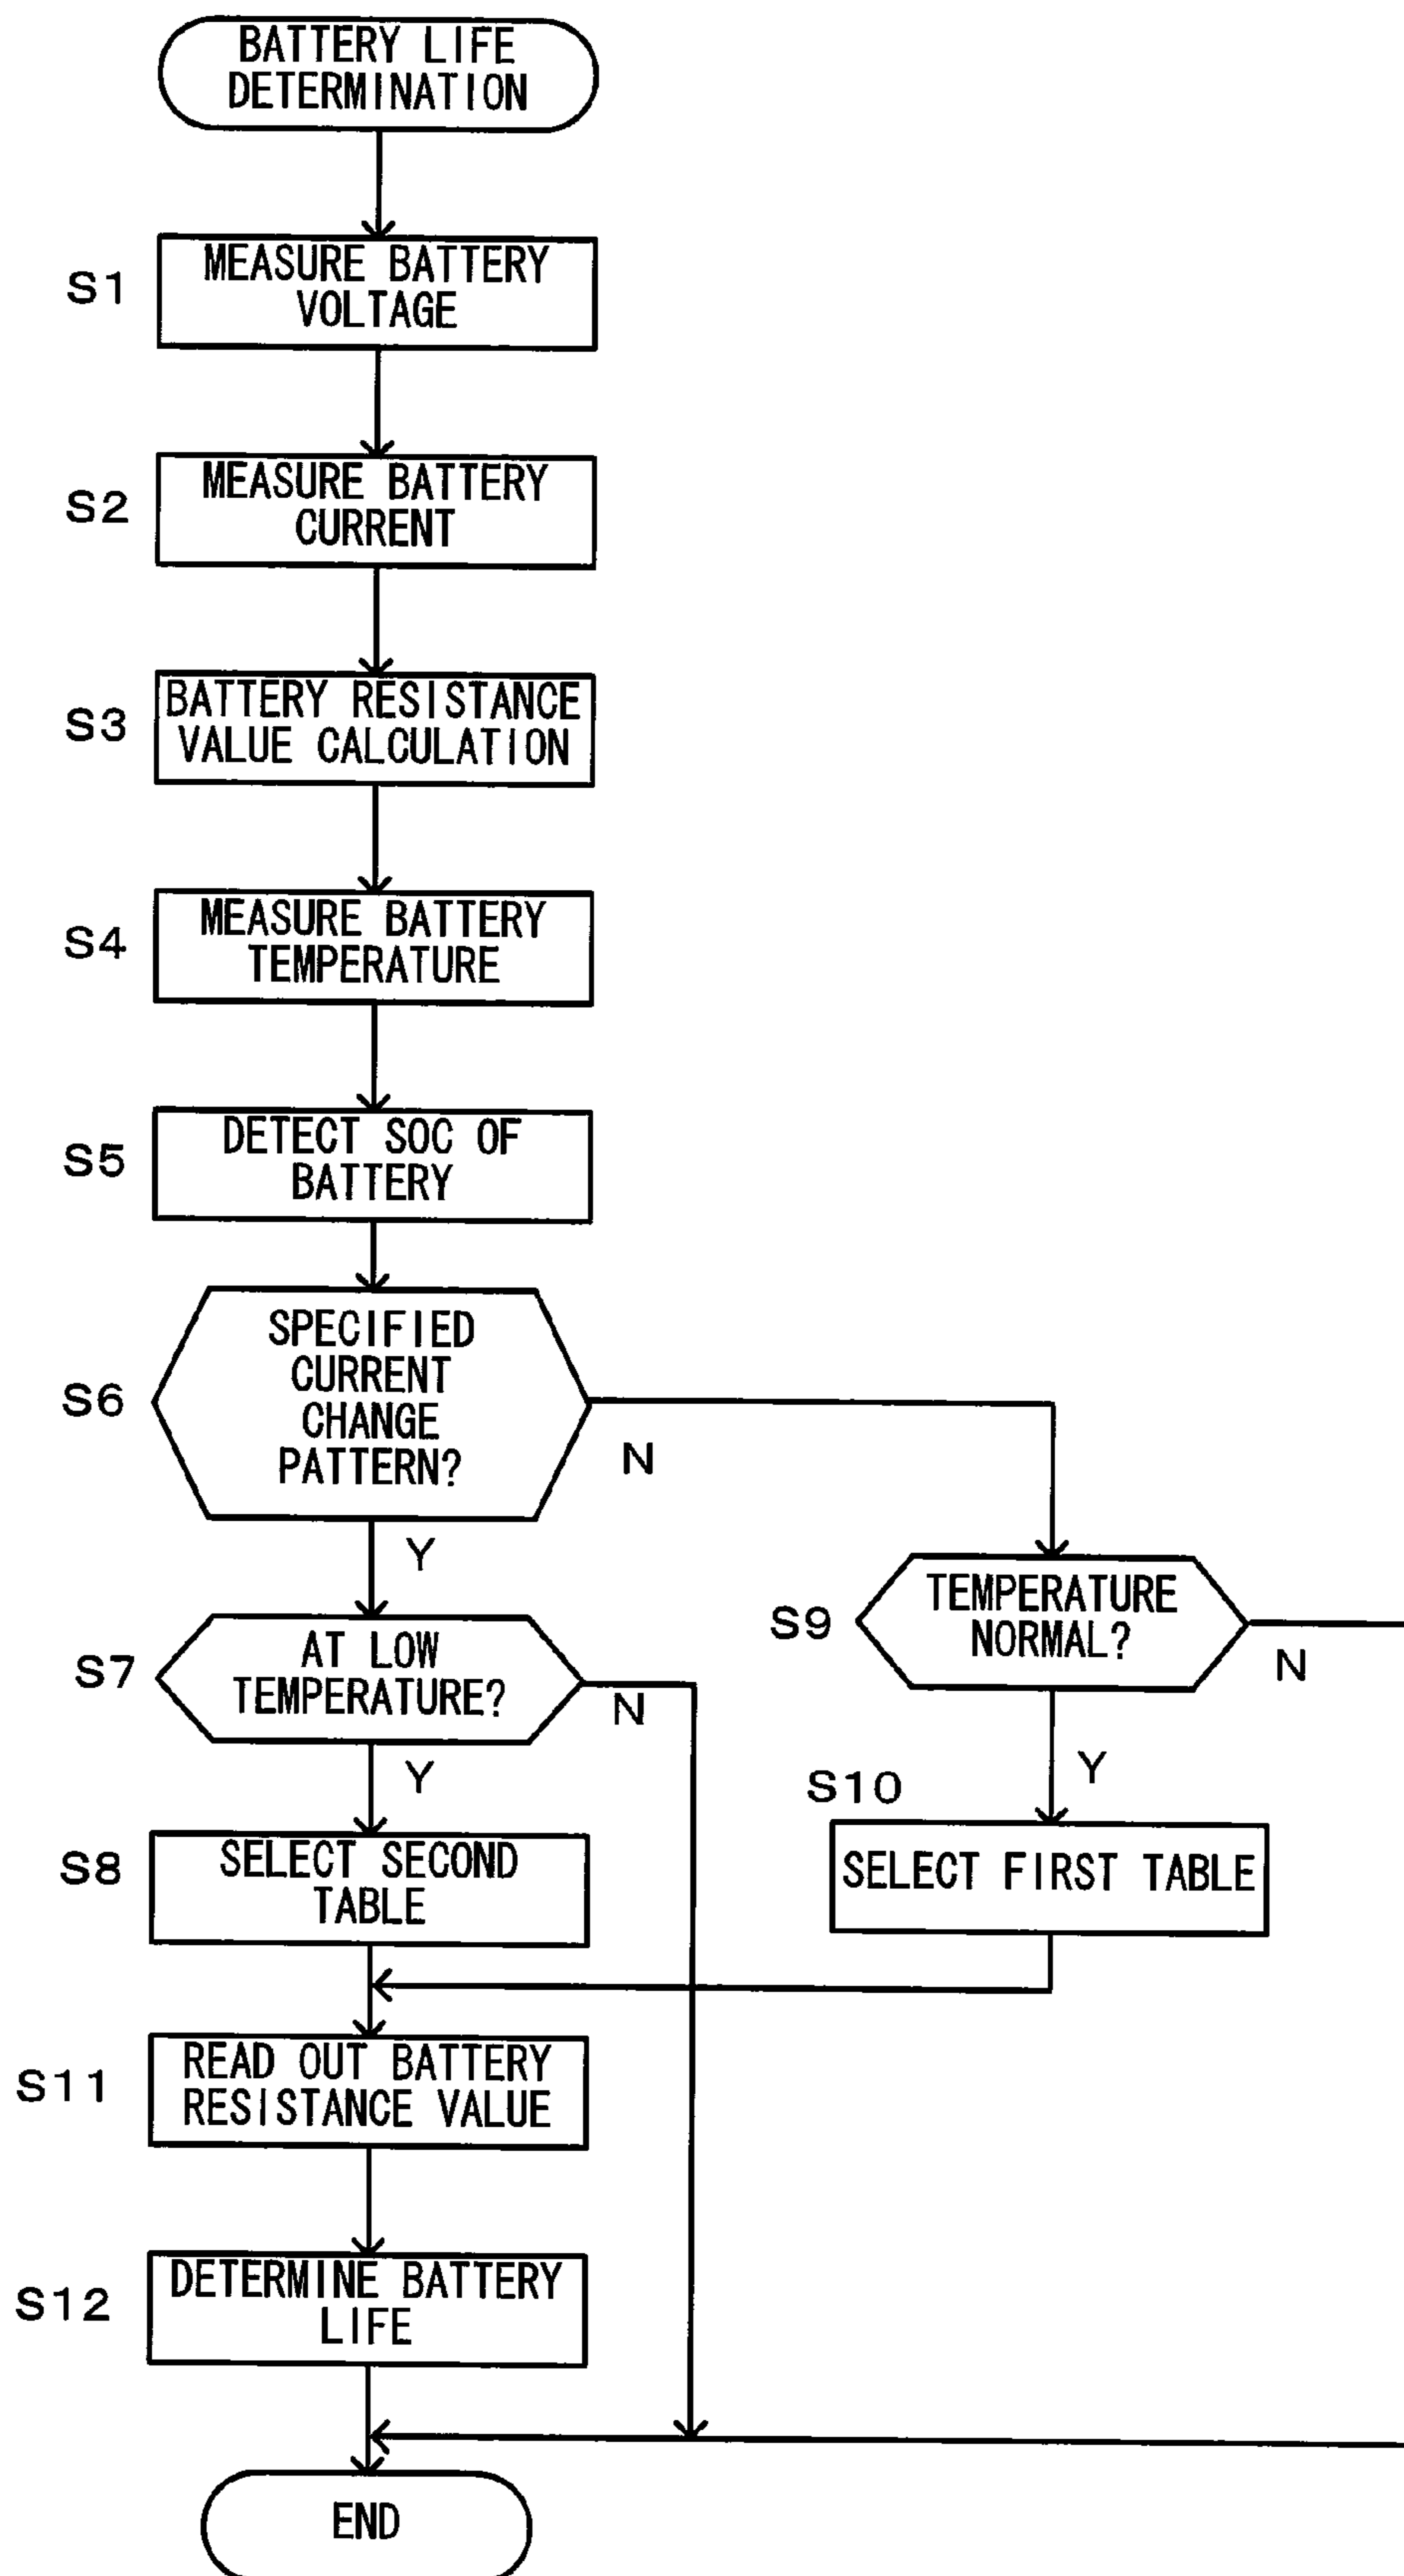 BATTERY LIFE
DETERMINATION
S1
MEASURE BATTERY
VOLTAGE
S2
MEASURE BATTERY
CURRENT
S3
BATTERY RESISTANCE
VALUE CALCULATION
S4
MEASURE BATTERY
TEMPERATURE
S5
DETECT SOC OF
BATTERY
S6
SPECIFIED
CURRENT
CHANGE
PATTERN?
N
Y
S7
AT LOW
TEMPERATURE?
N
Y
S9
TEMPERATURE
NORMAL?
N
Y
S8
SELECT SECOND
TABLE
S10
SELECT FIRST TABLE
S11
READ OUT BATTERY
RESISTANCE VALUE
S12
DETERMINE BATTERY
LIFE
END